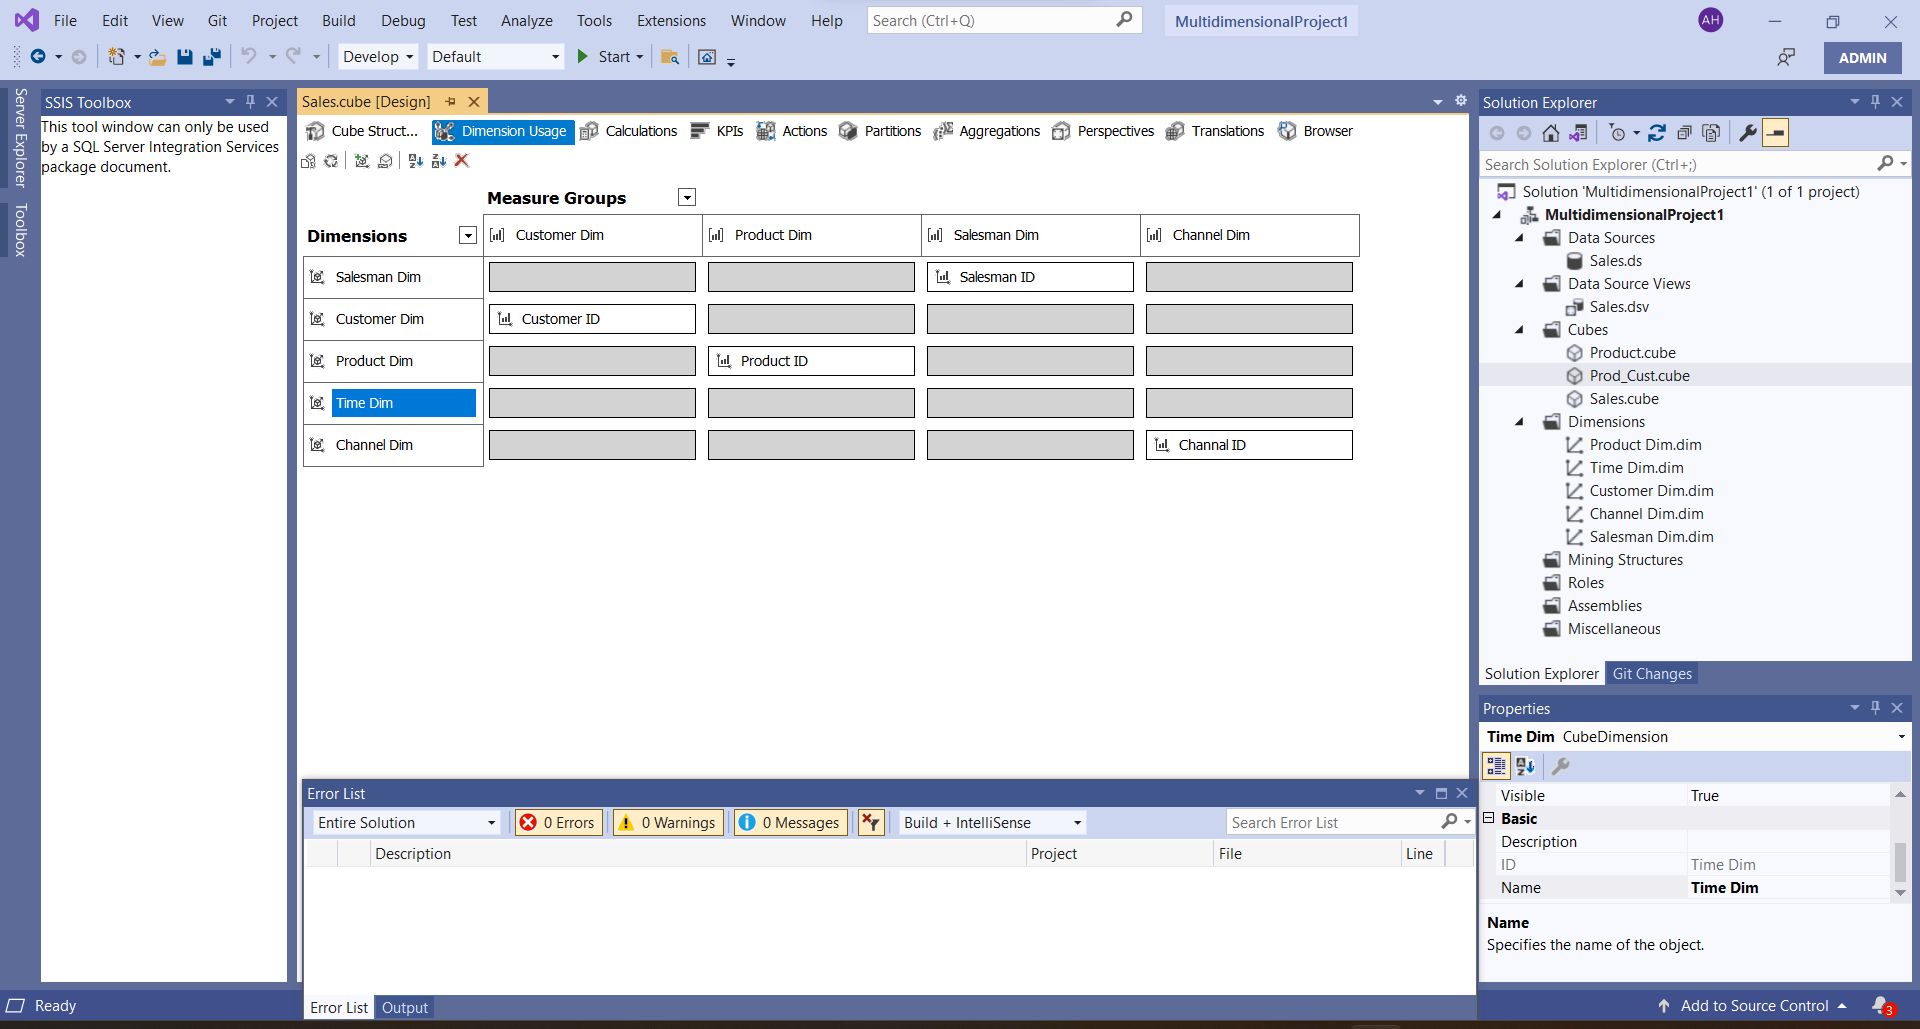 File Edit View Git Project Build Debug Test Analyze Tools Extensions Window Help Search (Ctrl+Q) MultidimensionalProject1 AH
Develop Default Start ADMIN
Server Explorer
Toolbox
SSIS Toolbox
This tool window can only be used
by a SQL Server Integration Services
package document.
Sales.cube [Design]
Cube Struct... Dimension Usage Calculations KPIs Actions Partitions Aggregations Perspectives Translations Browser
Measure Groups
Dimensions Customer Dim Product Dim Salesman Dim Channel Dim
Salesman Dim Salesman ID
Customer Dim Customer ID
Product Dim Product ID
Time Dim
Channel Dim Channal ID
Error List
Entire Solution 0 Errors 0 Warnings 0 Messages Build + IntelliSense Search Error List
Description Project File Line
Error List Output
Solution Explorer
Search Solution Explorer (Ctrl+;)
Solution 'MultidimensionalProject1' (1 of 1 project)
MultidimensionalProject1
Data Sources
Sales.ds
Data Source Views
Sales.dsv
Cubes
Product.cube
Prod_Cust.cube
Sales.cube
Dimensions
Product Dim.dim
Time Dim.dim
Customer Dim.dim
Channel Dim.dim
Salesman Dim.dim
Mining Structures
Roles
Assemblies
Miscellaneous
Solution Explorer Git Changes
Properties
Time Dim CubeDimension
Visible True
Basic
Description
ID Time Dim
Name Time Dim
Name
Specifies the name of the object.
Ready Add to Source Control 3